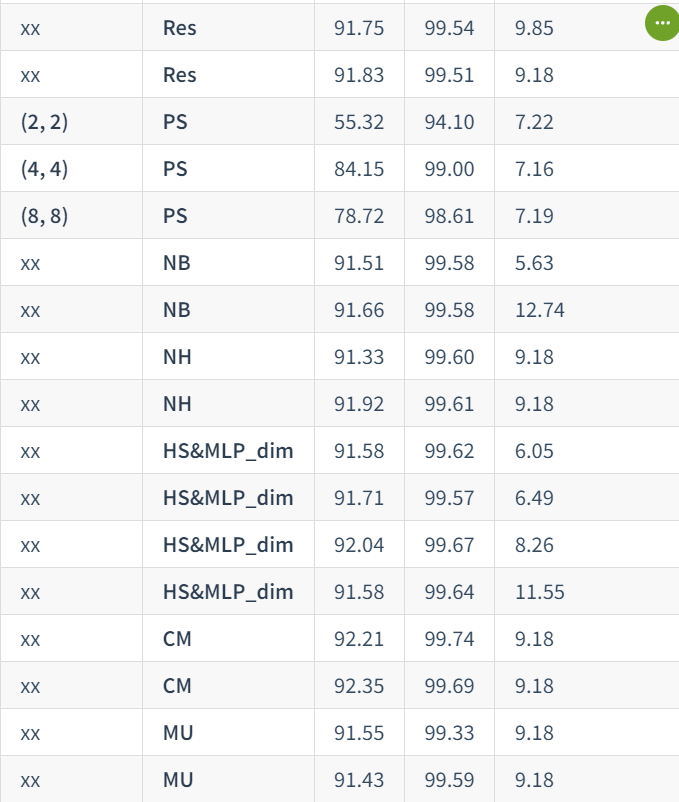 xx Res 91.75 99.54 9.85
xx Res 91.83 99.51 9.18
(2, 2) PS 55.32 94.10 7.22
(4, 4) PS 84.15 99.00 7.16
(8, 8) PS 78.72 98.61 7.19
xx NB 91.51 99.58 5.63
xx NB 91.66 99.58 12.74
xx NH 91.33 99.60 9.18
xx NH 91.92 99.61 9.18
xx HS&MLP_dim 91.58 99.62 6.05
xx HS&MLP_dim 91.71 99.57 6.49
xx HS&MLP_dim 92.04 99.67 8.26
xx HS&MLP_dim 91.58 99.64 11.55
xx CM 92.21 99.74 9.18
xx CM 92.35 99.69 9.18
xx MU 91.55 99.33 9.18
xx MU 91.43 99.59 9.18